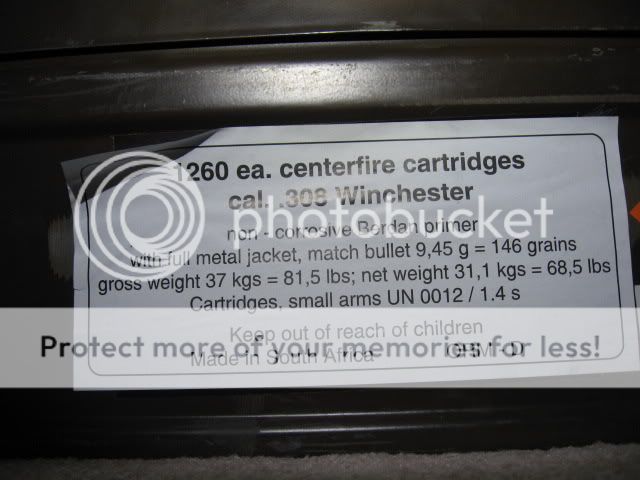 1260 ea. centerfire cartridges
cal. .308 Winchester
photobucket
non - corrosive Berdan primer
with full metal jacket, match bullet 9,45 g = 146 grains
gross weight 37 kgs = 81,5 lbs; net weight 31,1 kgs = 68,5 lbs
Cartridges, small arms UN 0012 / 1.4 s
Keep out of reach of children
Protect more of your memories for less!
Made in South Africa